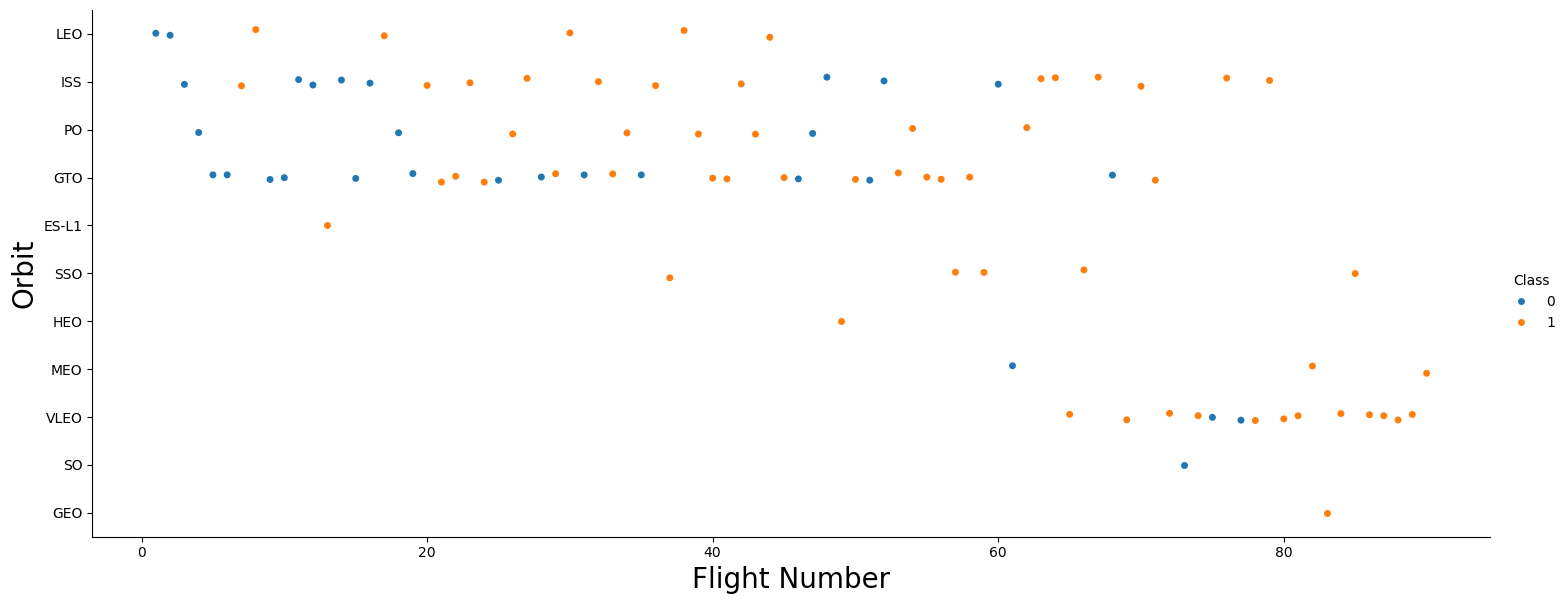 LEO
ISS
PO
GTO
ES-L1
SSO
HEO
MEO
VLEO
SO
GEO
Orbit
0 20 40 60 80
Flight Number
Class
0
1